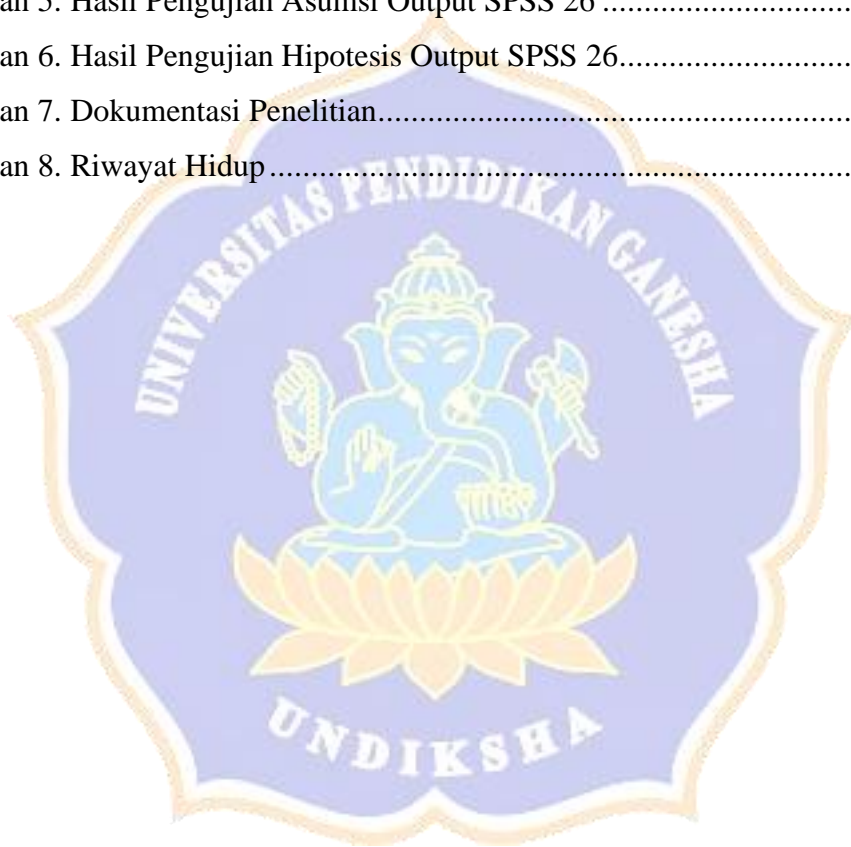 an 5. Hasil Pengujian Asumsi Output SPSS 26 ...............................
an 6. Hasil Pengujian Hipotesis Output SPSS 26.............................
an 7. Dokumentasi Penelitian...........................................................
an 8. Riwayat Hidup .........................................................................
UNIVERSITAS PENDIDIKAN GANESHA
UNDIKSHA